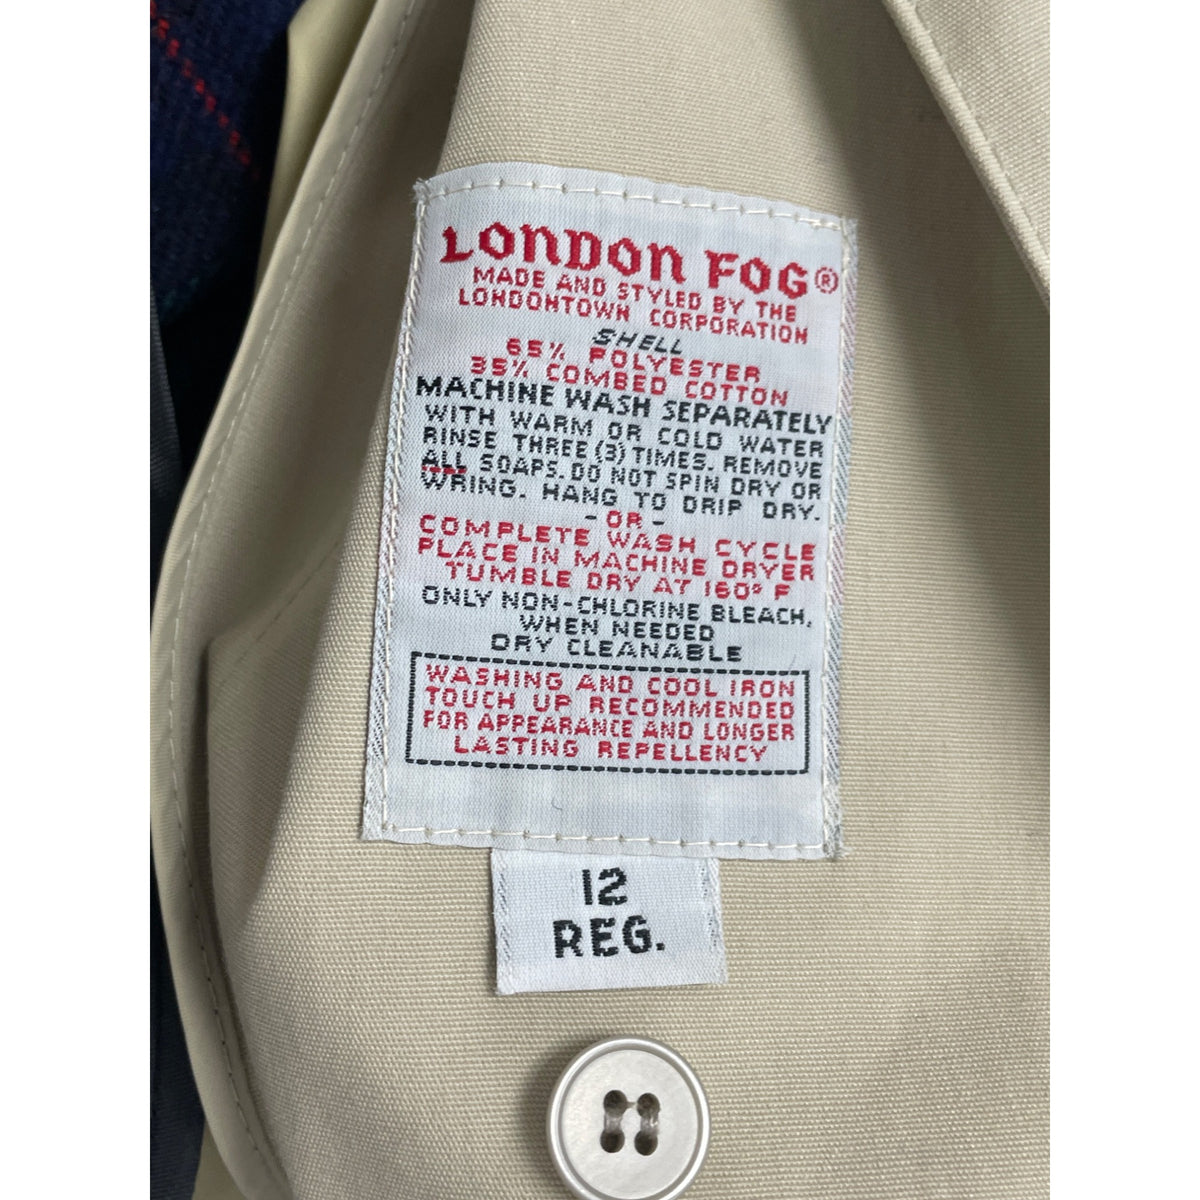 LONDON FOG®
MADE AND STYLED BY THE
LONDONTOWN CORPORATION
SHELL
65% POLYESTER
35% COMBED COTTON
MACHINE WASH SEPARATELY
WITH WARM OR COLD WATER
RINSE THREE (3) TIMES. REMOVE
ALL SOAPS. DO NOT SPIN DRY OR
WRING. HANG TO DRIP DRY.
- OR -
COMPLETE WASH CYCLE
PLACE IN MACHINE DRYER
TUMBLE DRY AT 160° F
ONLY NON-CHLORINE BLEACH,
WHEN NEEDED
DRY CLEANABLE
WASHING AND COOL IRON
TOUCH UP RECOMMENDED
FOR APPEARANCE AND LONGER
LASTING REPELLENCY
12
REG.